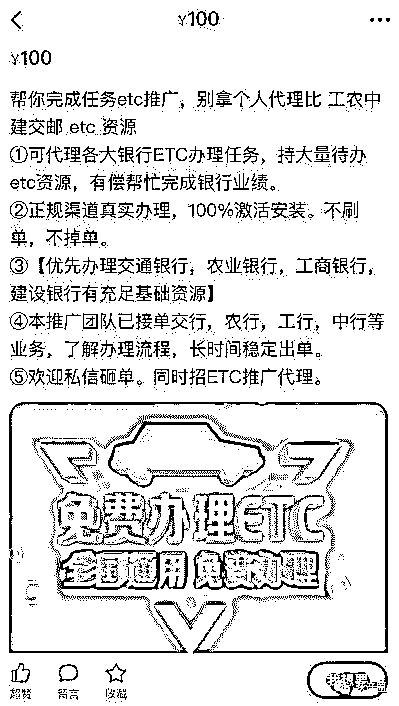 ¥100
¥100
帮你完成任务etc推广，别拿个人代理比 工农中
建交邮 etc 资源
①可代理各大银行ETC办理任务，持大量待办
etc资源，有偿帮忙完成银行业绩。
②正规渠道真实办理，100%激活安装。不刷
单，不掉单。
③【优先办理交通银行，农业银行，工商银行，
建设银行有充足基础资源】
④本推广团队已接单交行，农行，工行，中行等
业务，了解办理流程，长时间稳定出单。
⑤欢迎私信砸单。同时招ETC推广代理。
免费办理ETC
全国通用 免费办理
超赞 留言 收藏